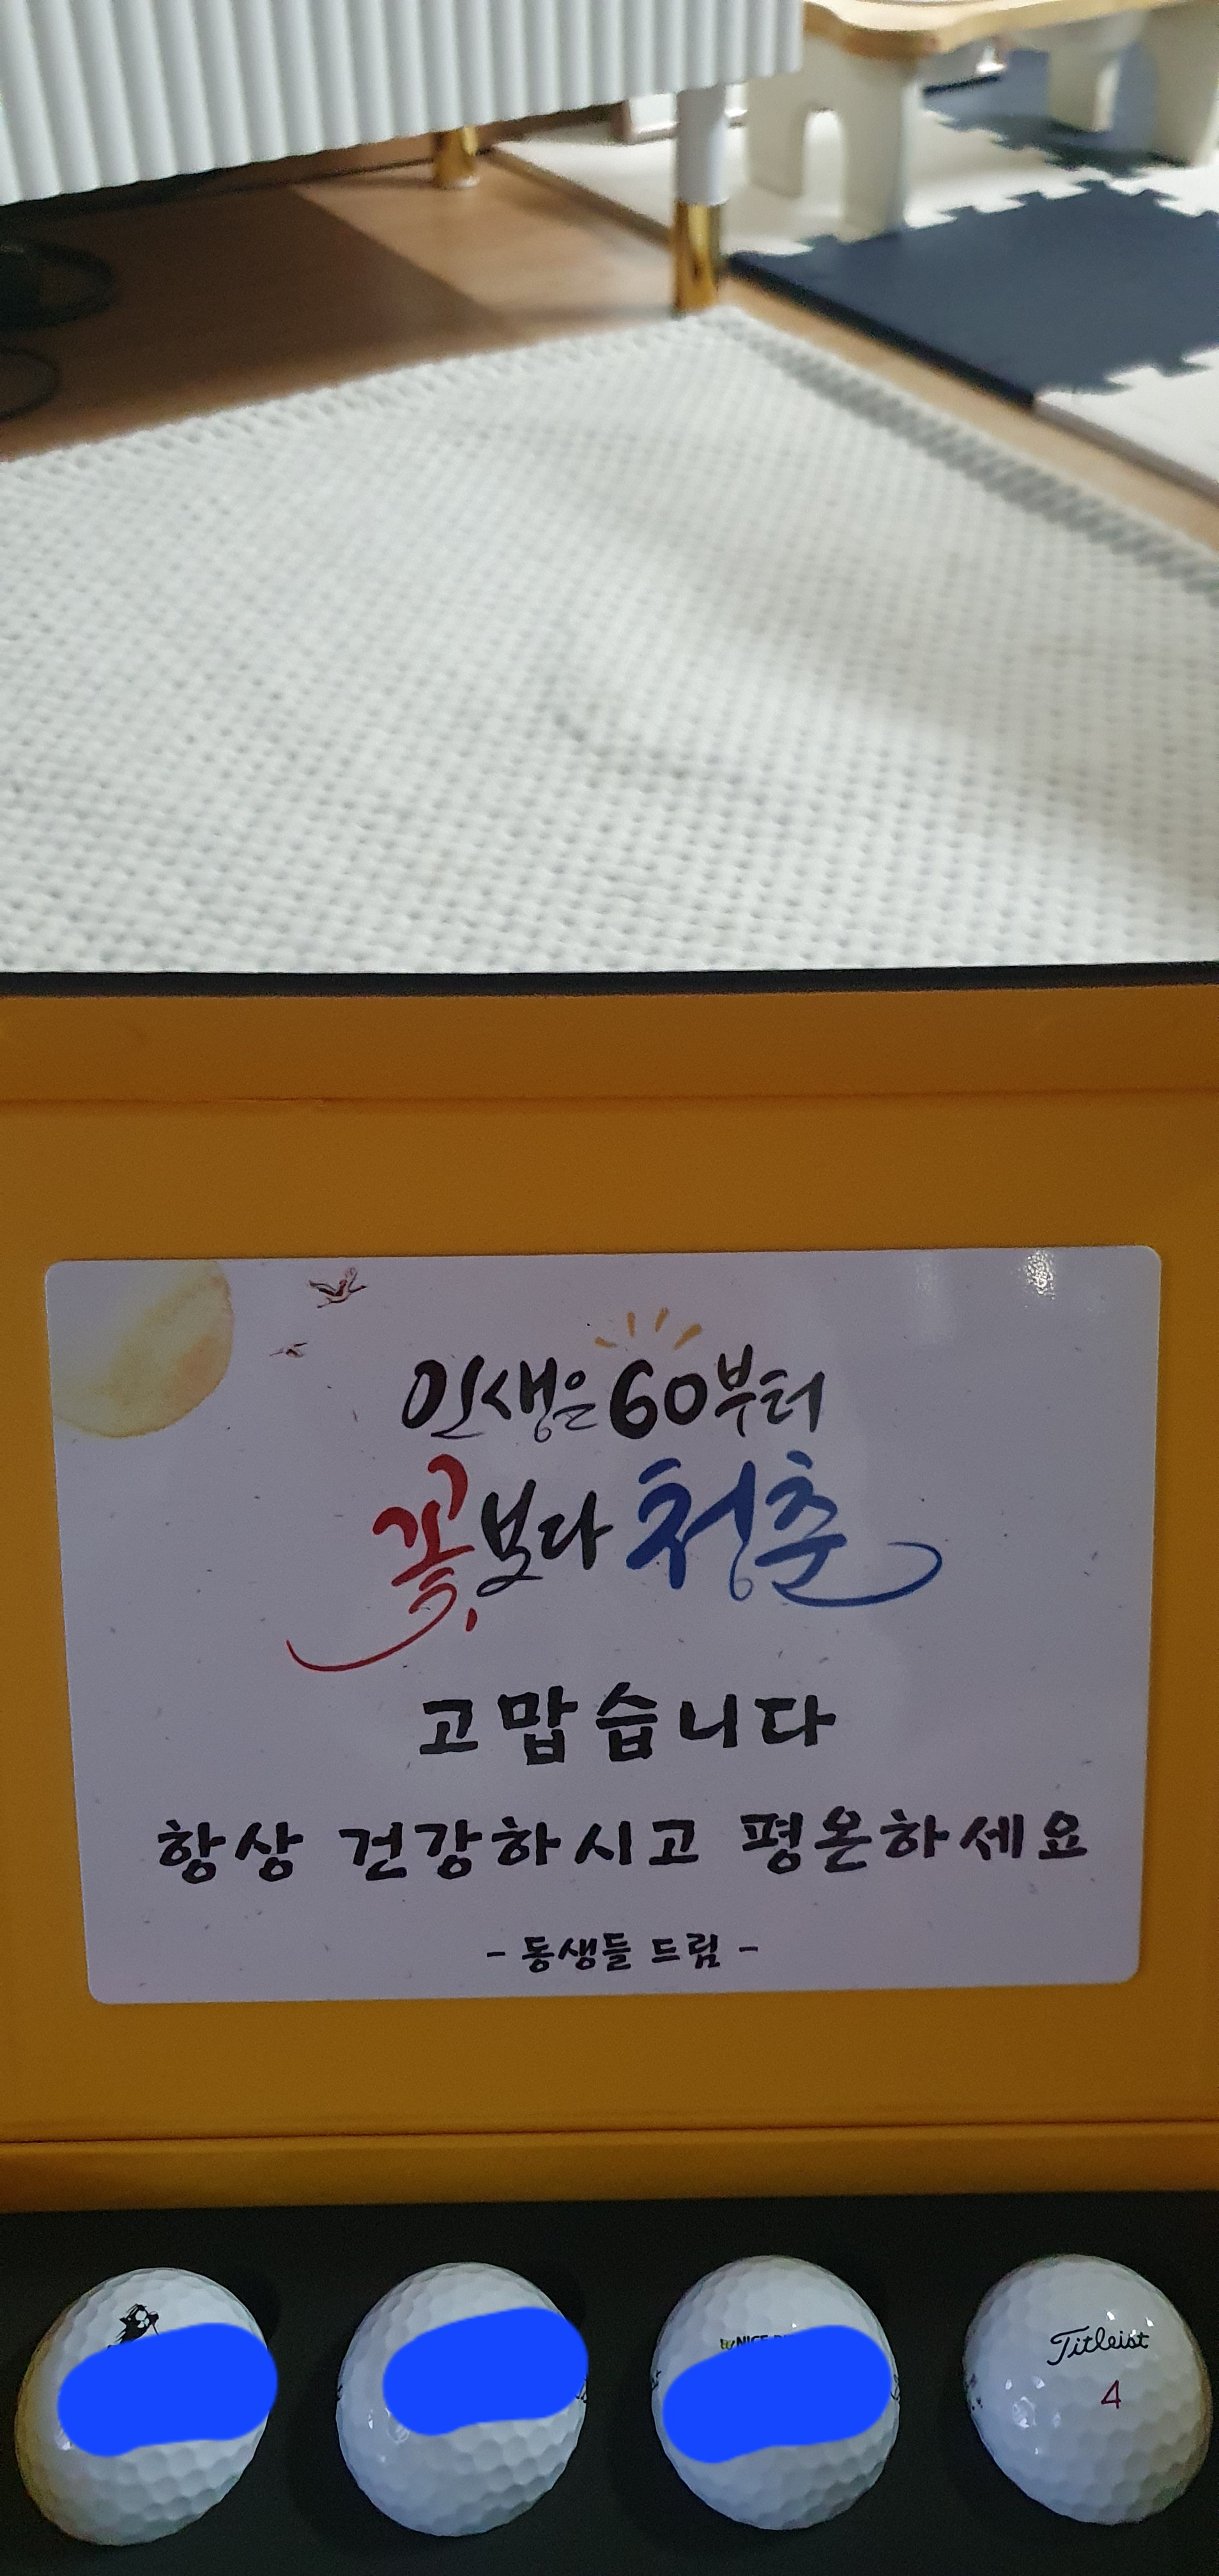 인생은 60부터
꽃보다 청춘
고맙습니다
항상 건강하시고 평온하세요
- 동생들 드림 -
NICE
Titleist
4